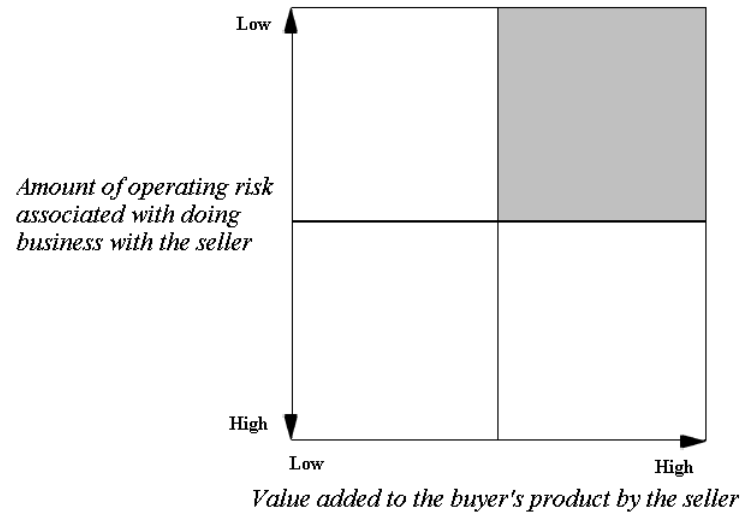 Low
Amount of operating risk
associated with doing
business with the seller
High
Low
High
Value added to the buyer's product by the seller